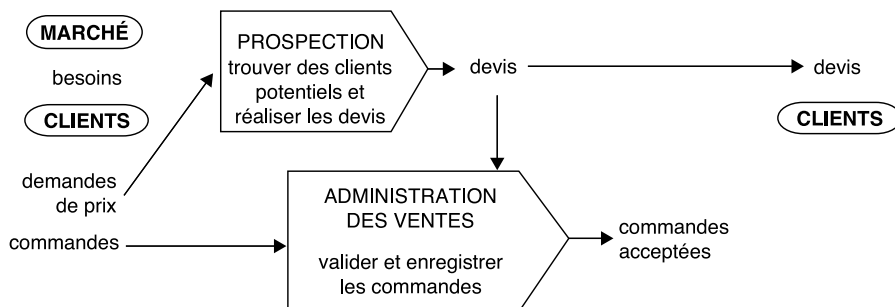 MARCHÉ
besoins
CLIENTS
demandes
de prix
commandes
PROSPECTION
trouver des clients
potentiels et
réaliser les devis
devis
devis
CLIENTS
ADMINISTRATION
DES VENTES
valider et enregistrer
les commandes
commandes
acceptées